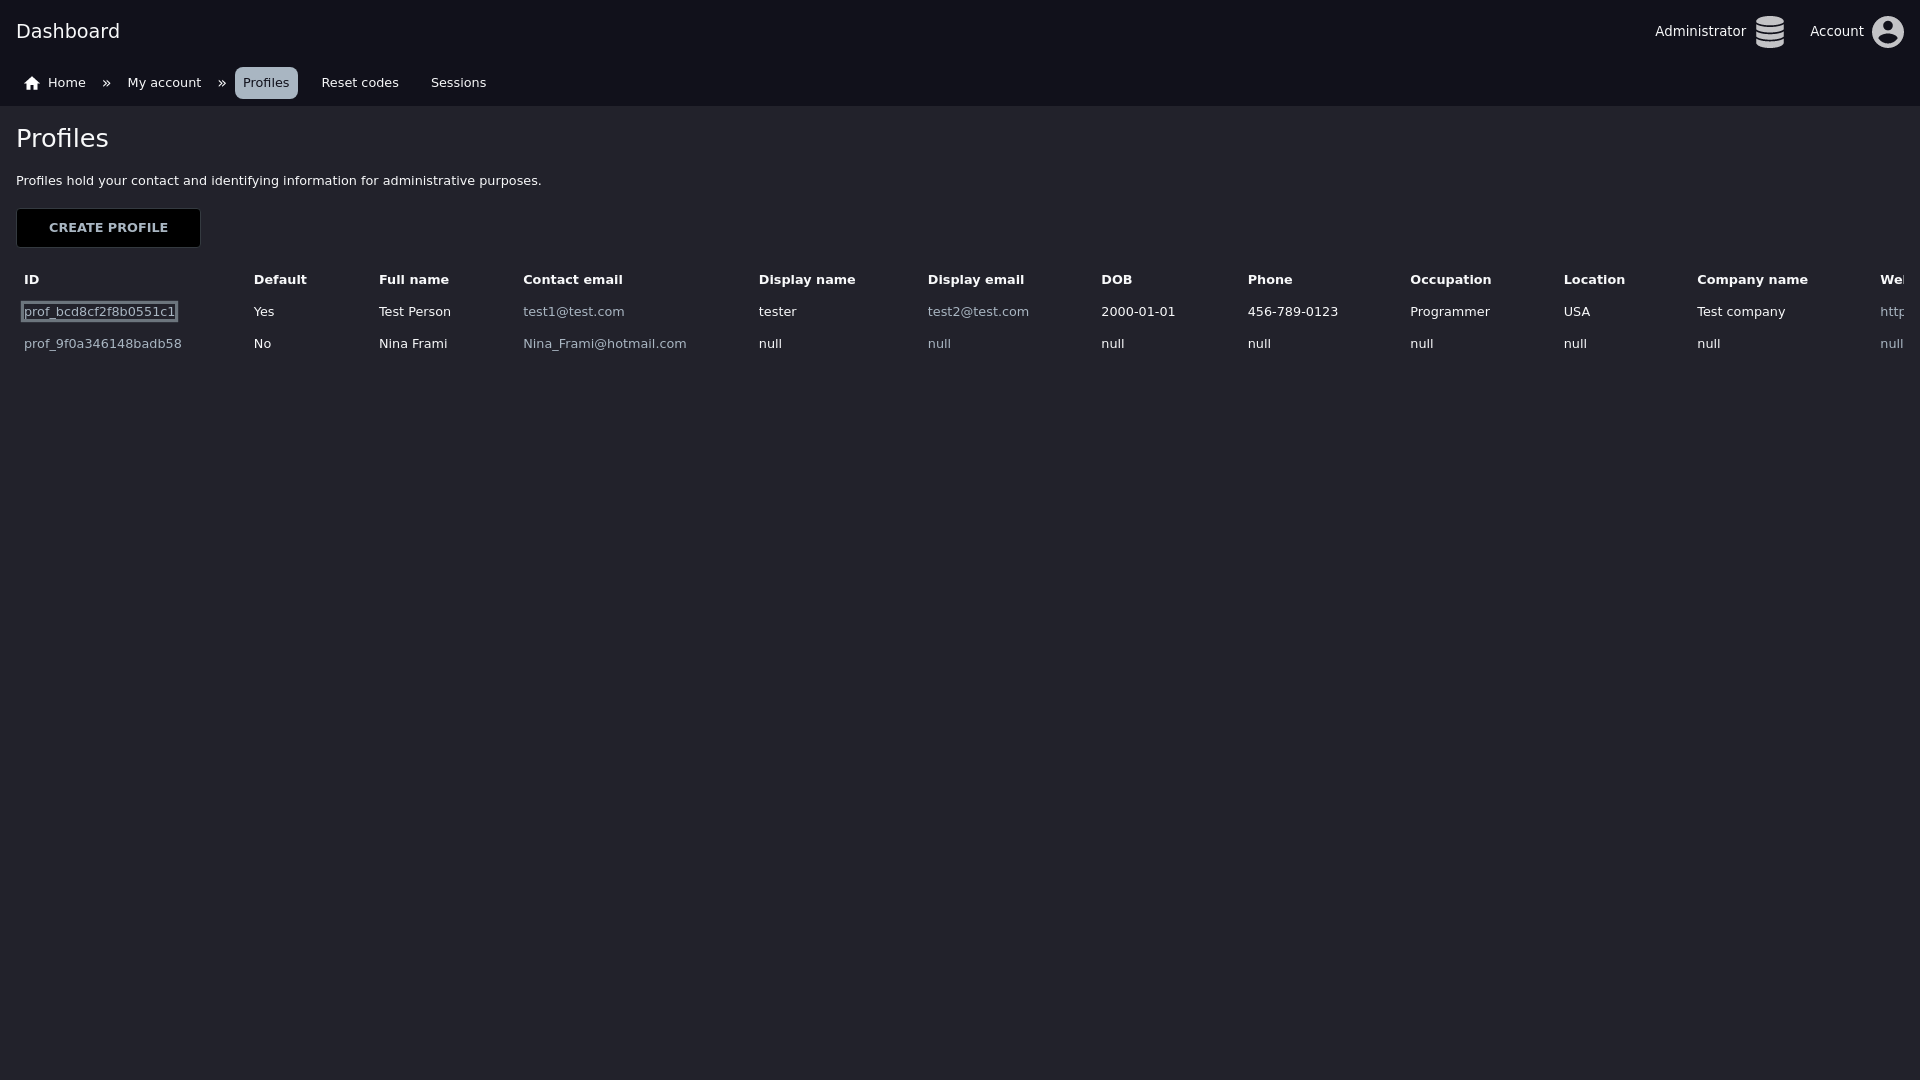 Dashboard
Administrator
Account
Home » My account » Profiles Reset codes Sessions
Profiles
Profiles hold your contact and identifying information for administrative purposes.
CREATE PROFILE
ID Default Full name Contact email Display name Display email DOB Phone Occupation Location Company name
prof_bcd8cf2f8b0551c1 Yes Test Person test1@test.com tester test2@test.com 2000-01-01 456-789-0123 Programmer USA Test company http
prof_9f0a346148badb58 No Nina Frami Nina_Frami@hotmail.com null null null null null null null null